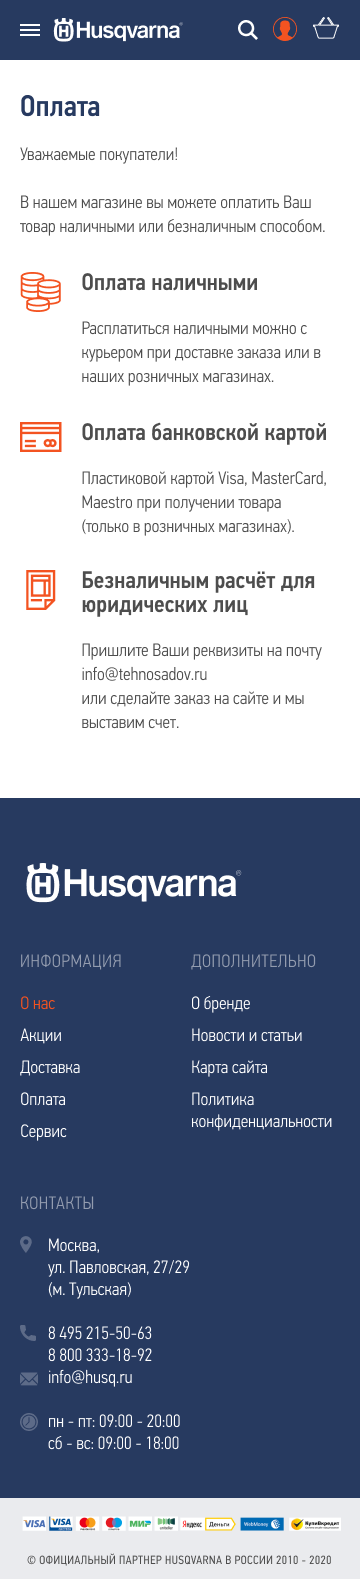 Husqvarna
Оплата
Уважаемые покупатели!
В нашем магазине вы можете оплатить Ваш
товар наличными или безналичным способом.
Оплата наличными
Расплатиться наличными можно с
курьером при доставке заказа или в
наших розничных магазинах.
Оплата банковской картой
Пластиковой картой Visa, MasterCard,
Maestro при получении товара
(только в розничных магазинах).
Безналичным расчёт для
юридических лиц
Пришлите Ваши реквизиты на почту
info@tehnosadov.ru
или сделайте заказ на сайте и мы
выставим счет.
Husqvarna
ИНФОРМАЦИЯ
О нас
Акции
Доставка
Оплата
Сервис
ДОПОЛНИТЕЛЬНО
О бренде
Новости и статьи
Карта сайта
Политика
конфиденциальности
КОНТАКТЫ
Москва,
ул. Павловская, 27/29
(м. Тульская)
8 495 215-50-63
8 800 333-18-92
info@husq.ru
пн - пт: 09:00 - 20:00
сб - вс: 09:00 - 18:00
VISA VISA МИР Яндекс Деньги WebMoney КупиВкредит
© ОФИЦИАЛЬНЫЙ ПАРТНЕР HUSQVARNA В РОССИИ 2010 - 2020